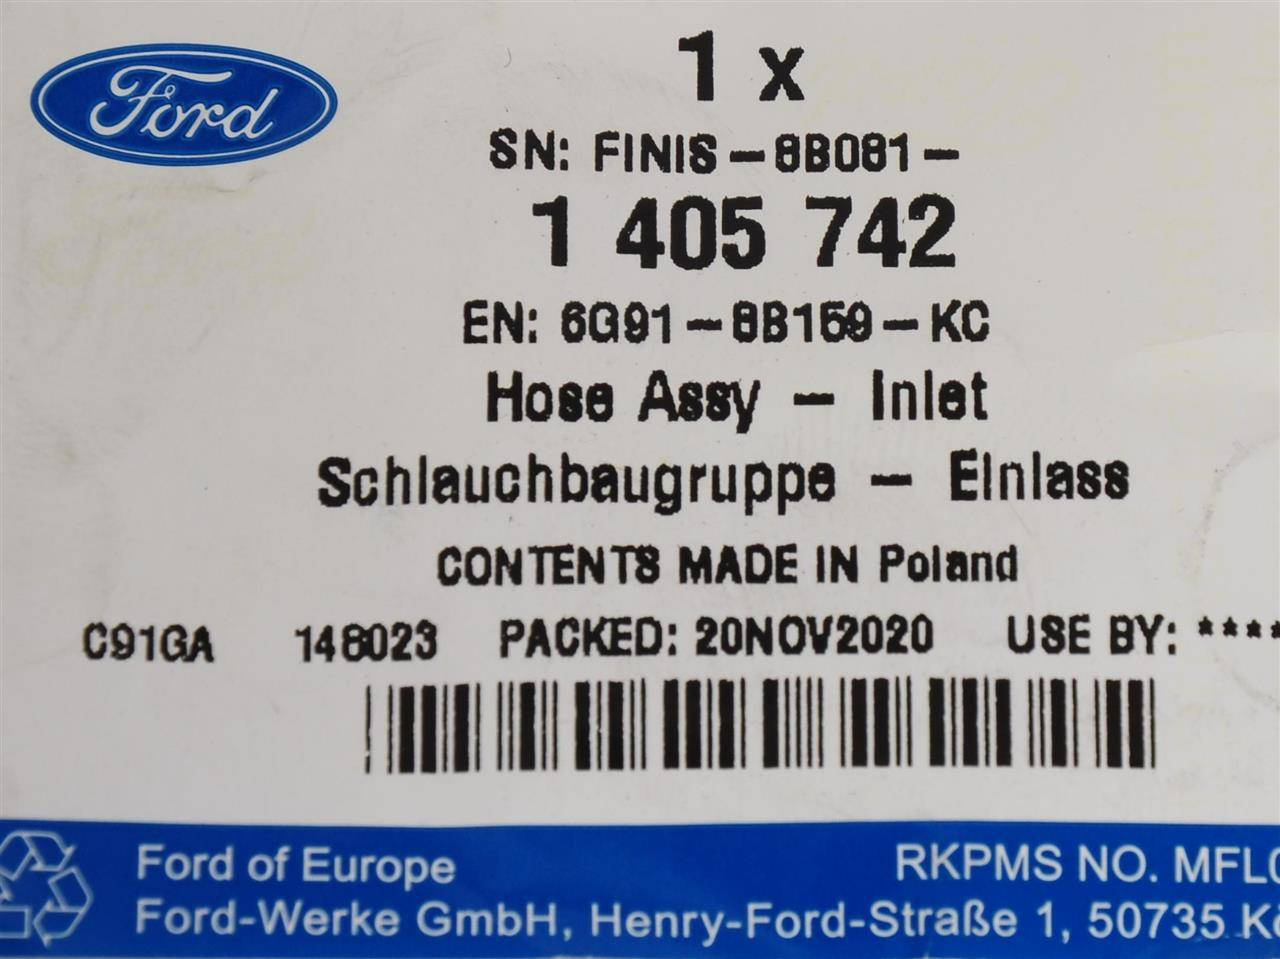 Ford
1 x
SN: FINIS-8B081-
1 405 742
EN: 6G91-8B159-KC
Hose Assy - Inlet
Schlauchbaugruppe - Einlass
CONTENTS MADE IN Poland
C91GA 148023 PACKED: 20NOV2020 USE BY: ****
Ford of Europe RKPMS NO. MFL
Ford-Werke GmbH, Henry-Ford-Straße 1, 50735